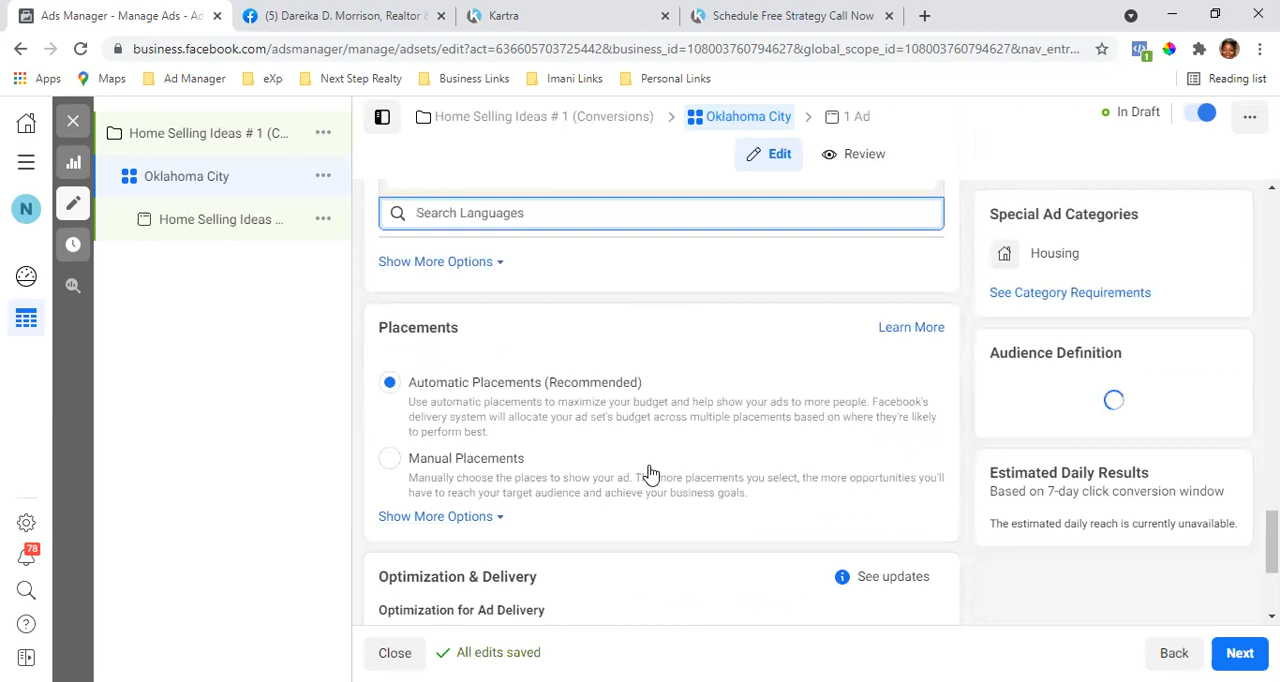 Ads Manager - Manage Ads - Ad
(5) Dareika D. Morrison, Realtor &
Kartra
Schedule Free Strategy Call Now
business.facebook.com/adsmanager/manage/adsets/edit?act=636605703725442&business_id=108003760794627&global_scope_id=108003760794627&nav_entr...
1
Apps
Maps
Ad Manager
eXp
Next Step Realty
Business Links
Imani Links
Personal Links
Reading list
Home Selling Ideas # 1 (C...
Oklahoma City
Home Selling Ideas ...
N
78
Home Selling Ideas # 1 (Conversions)
Oklahoma City
1 Ad
In Draft
Edit
Review
Search Languages
Show More Options
Placements
Learn More
Automatic Placements (Recommended)
Use automatic placements to maximize your budget and help show your ads to more people. Facebook's
delivery system will allocate your ad set's budget across multiple placements based on where they're likely
to perform best.
Manual Placements
Manually choose the places to show your ad. The more placements you select, the more opportunities you'll
have to reach your target audience and achieve your business goals.
Show More Options
Optimization & Delivery
See updates
Optimization for Ad Delivery
Special Ad Categories
Housing
See Category Requirements
Audience Definition
Estimated Daily Results
Based on 7-day click conversion window
The estimated daily reach is currently unavailable.
Close
All edits saved
Back
Next